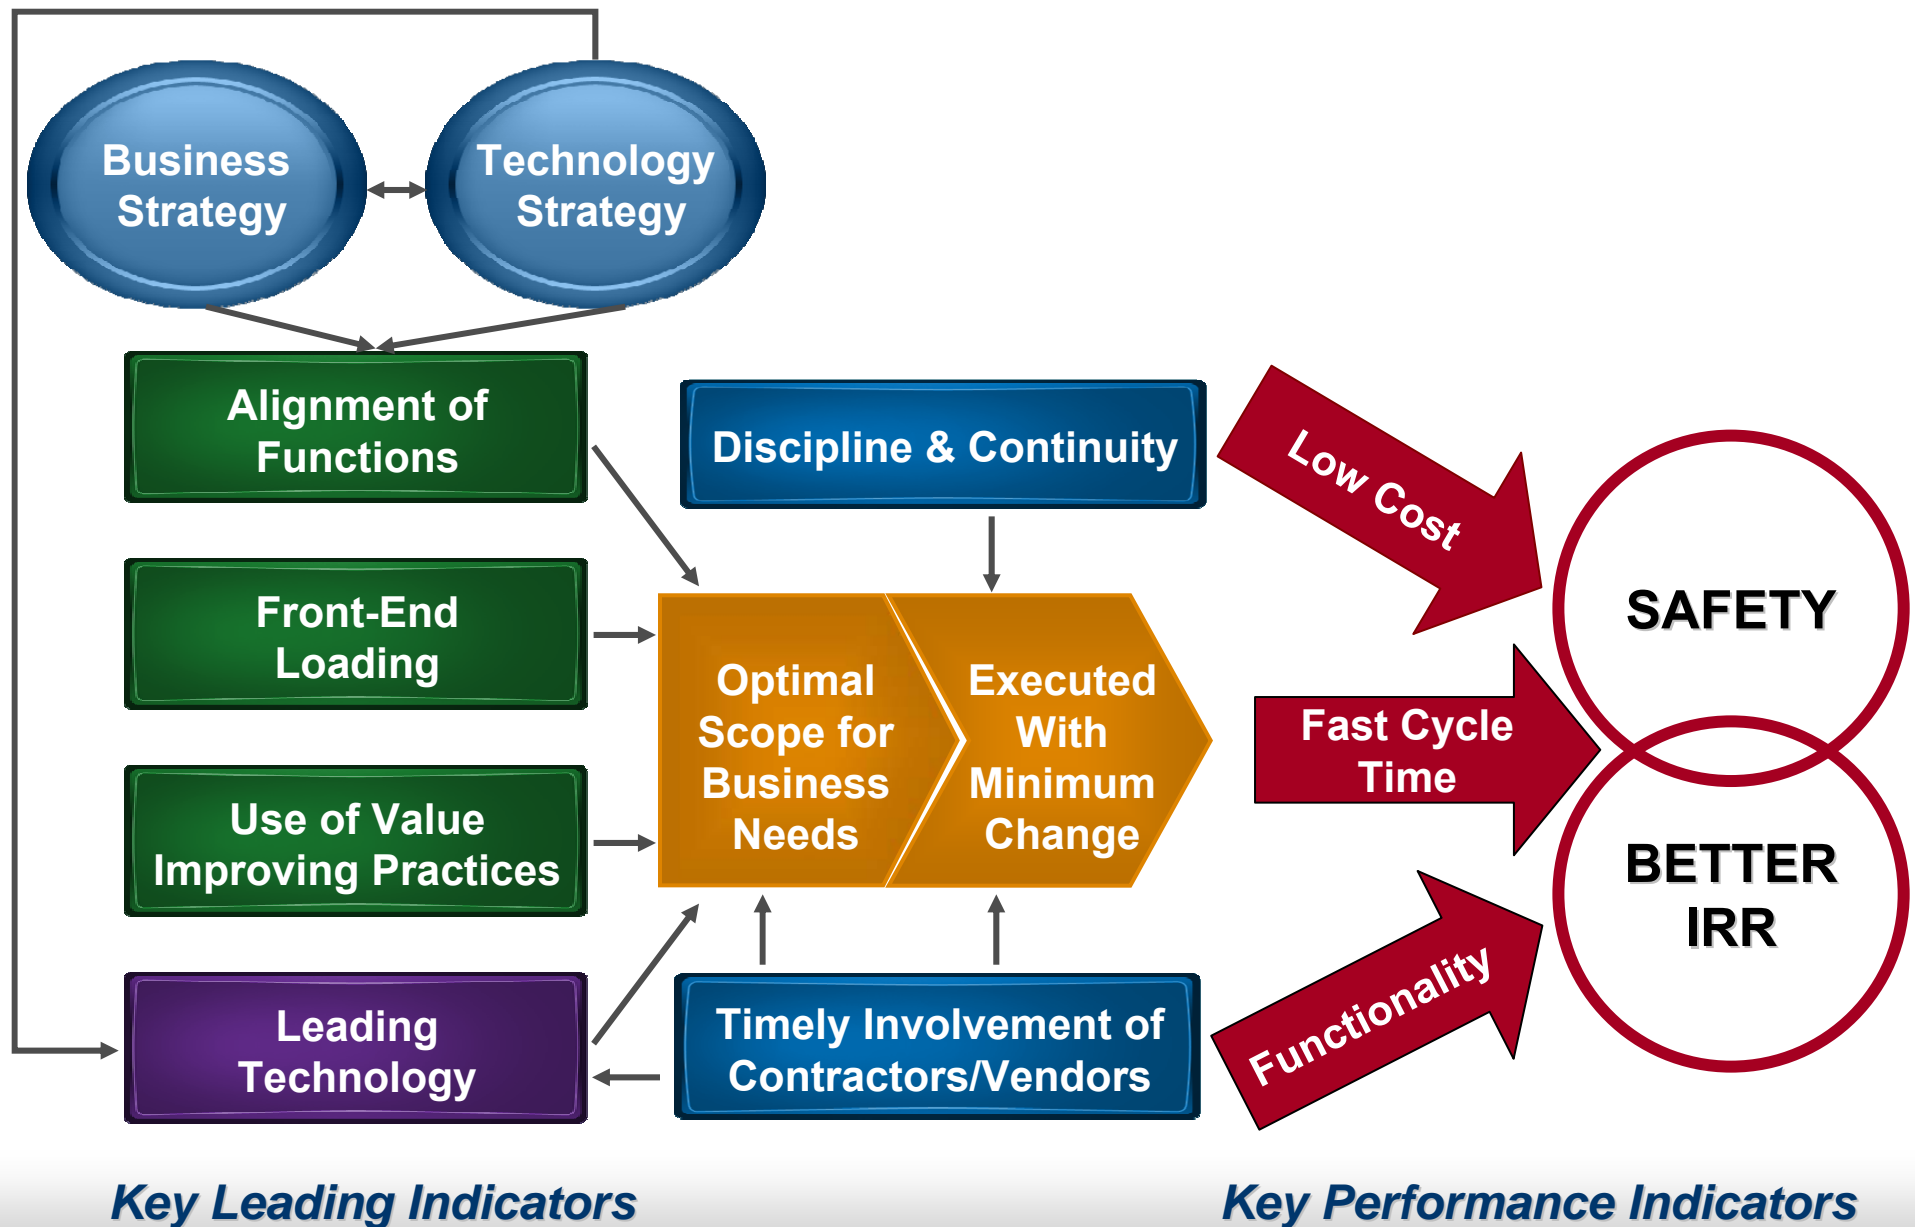 Business
Strategy
Technology
Strategy
Alignment of
Functions
Front-End
Loading
Use of Value
Improving Practices
Leading
Technology
Discipline & Continuity
Optimal
Scope for
Business
Needs
Executed
With
Minimum
Change
Timely Involvement of
Contractors/Vendors
Low Cost
Fast Cycle
Time
Functionality
SAFETY
BETTER
IRR
Key Leading Indicators
Key Performance Indicators